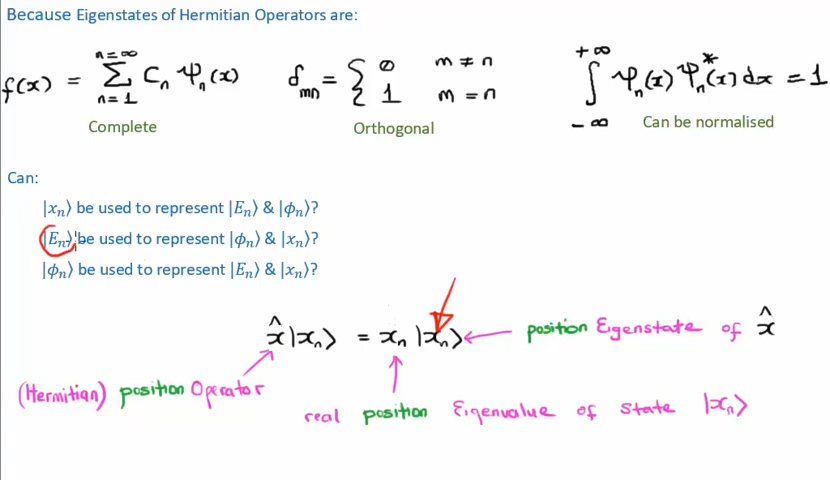 Because Eigenstates of Hermitian Operators are:
f(x) = Σ_{n=1}^{n=∞} C_n Ψ_n(x)
δ_mn = { 0 m ≠ n
1 m = n
∫_{-∞}^{+∞} Ψ_n(x) Ψ_n^*(x) dx = 1
Complete
Orthogonal
Can be normalised
Can:
|x_n⟩ be used to represent |E_n⟩ & |ϕ_n⟩?
|E_n⟩ be used to represent |ϕ_n⟩ & |x_n⟩?
|ϕ_n⟩ be used to represent |E_n⟩ & |x_n⟩?
x̂|x_n⟩ = x_n|x_n⟩
position Eigenstate of x̂
(Hermitian) position Operator
real position Eigenvalue of state |x_n⟩